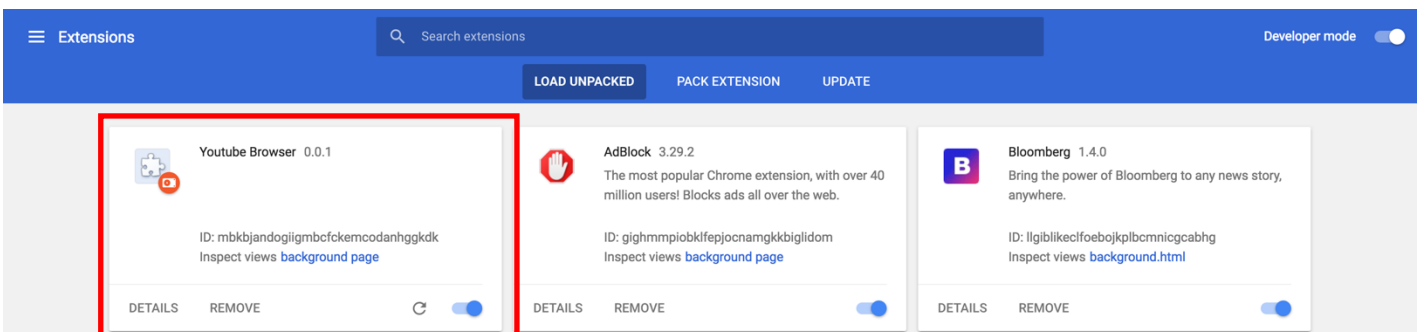 Extensions
Search extensions
Developer mode
LOAD UNPACKED PACK EXTENSION UPDATE
Youtube Browser 0.0.1
ID: mbkbjandogiigmbcfckemcodanhggkdk
Inspect views background page
DETAILS REMOVE
AdBlock 3.29.2
The most popular Chrome extension, with over 40
million users! Blocks ads all over the web.
ID: gighmmpiobklfepjocnamgkkbiglidom
Inspect views background page
DETAILS REMOVE
B
Bloomberg 1.4.0
Bring the power of Bloomberg to any news story,
anywhere.
ID: llgiblikeclfoebojkplbcmnicgcabhg
Inspect views background.html
DETAILS REMOVE